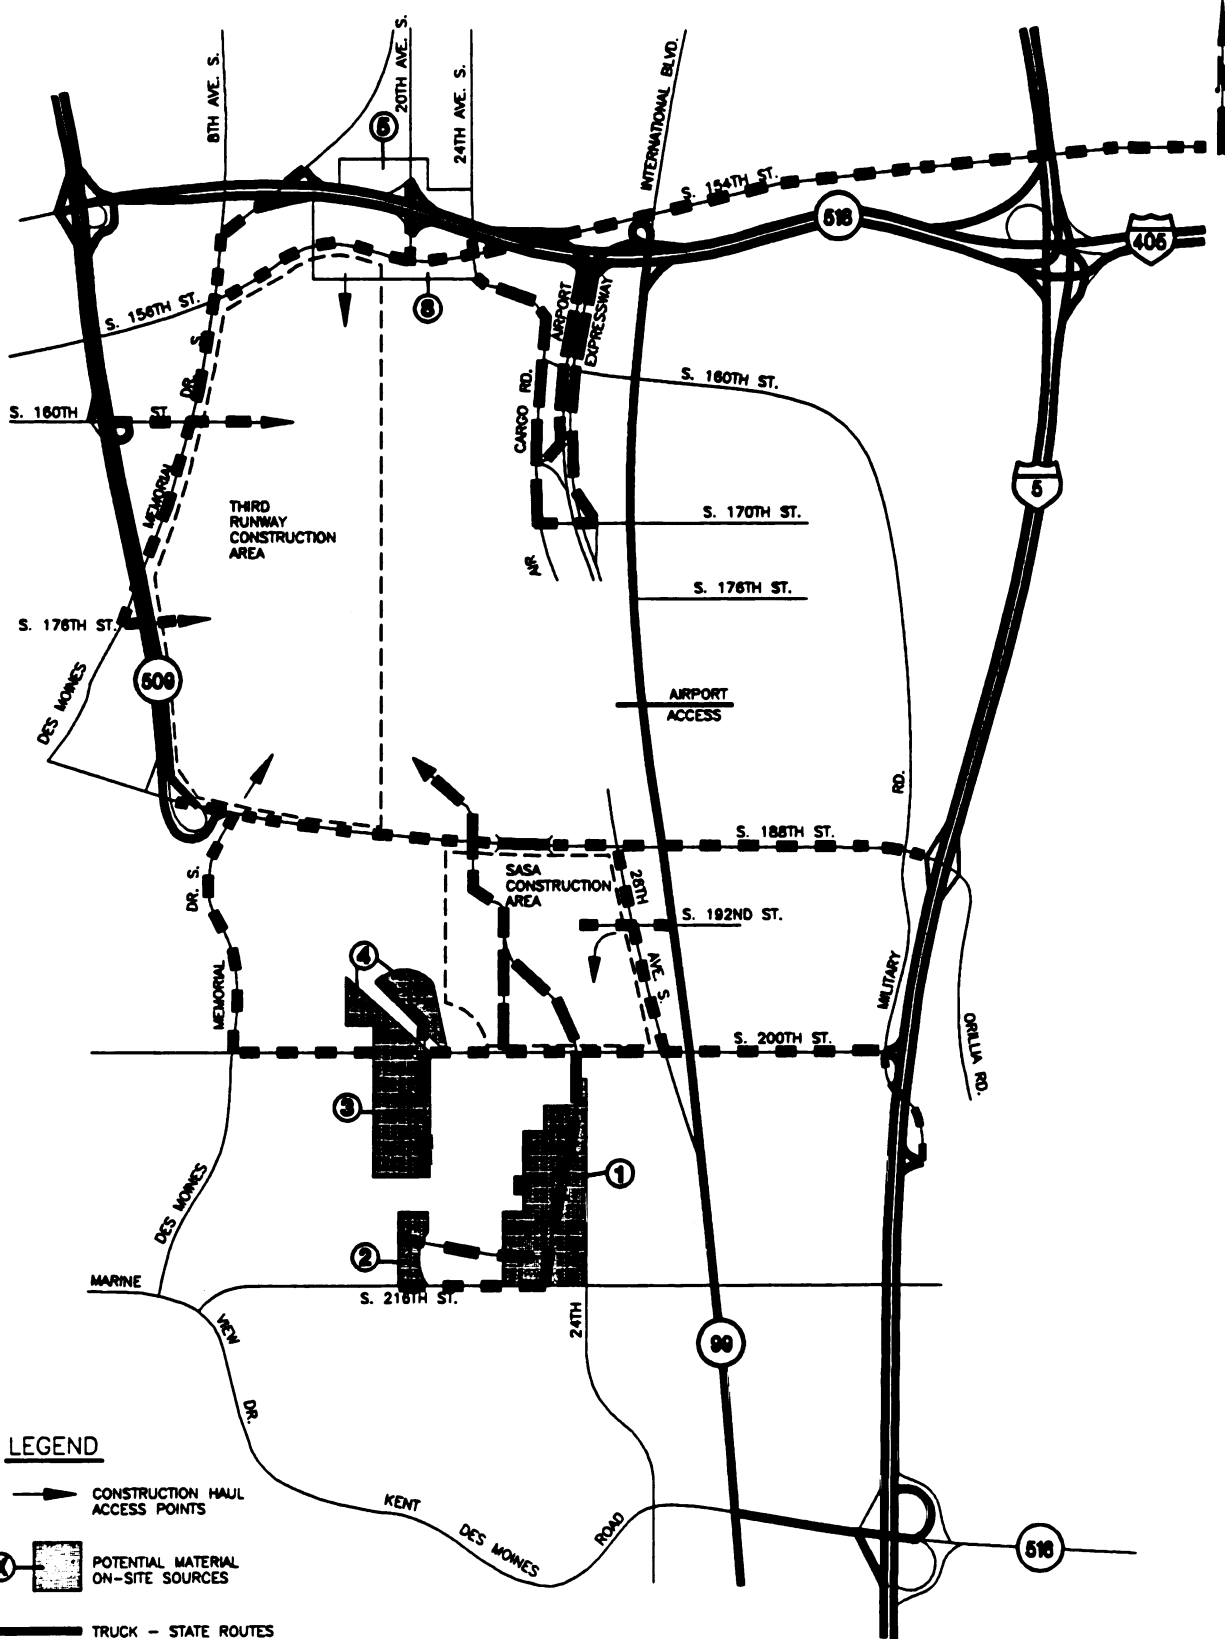 8TH AVE. S.
20TH AVE. S.
24TH AVE. S.
INTERNATIONAL BLVD.
5
S. 154TH ST.
518
405
S. 156TH ST.
6
AIRPORT
EXPRESSWAY
S. 160TH ST.
S. 160TH ST.
CARGO RD.
MEMORIAL DR. S.
5
THIRD
RUNWAY
CONSTRUCTION
AREA
S. 170TH ST.
AIR
S. 176TH ST.
S. 176TH ST.
509
DES MOINES
AIRPORT
ACCESS
RD.
S. 188TH ST.
SASA
CONSTRUCTION
AREA
28TH
AVE. S.
DR. S.
MEMORIAL
S. 192ND ST.
4
MILITARY
S. 200TH ST.
ORILLIA RD.
3
1
DES MOINES
2
MARINE
S. 216TH ST.
24TH
VIEW
DR.
99
KENT
DES MOINES
ROAD
516
LEGEND
CONSTRUCTION HAUL
ACCESS POINTS
X
POTENTIAL MATERIAL
ON-SITE SOURCES
TRUCK - STATE ROUTES